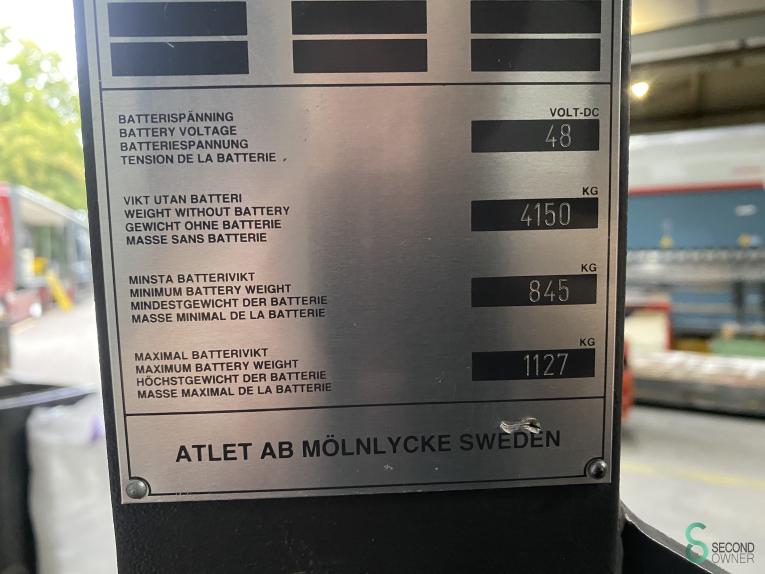 BATTERISPÄNNING
BATTERY VOLTAGE
BATTERIESPANNUNG
TENSION DE LA BATTERIE
VOLT-DC
48
VIKT UTAN BATTERI
WEIGHT WITHOUT BATTERY
GEWICHT OHNE BATTERIE
MASSE SANS BATTERIE
KG
4150
MINSTA BATTERIVIKT
MINIMUM BATTERY WEIGHT
MINDESTGEWICHT DER BATTERIE
MASSE MINIMAL DE LA BATTERIE
KG
845
MAXIMAL BATTERIVIKT
MAXIMUM BATTERY WEIGHT
HÖCHSTGEWICHT DER BATTERIE
MASSE MAXIMAL DE LA BATTERIE
KG
1127
ATLET AB MÖLNLYCKE SWEDEN
SECOND
OWNER